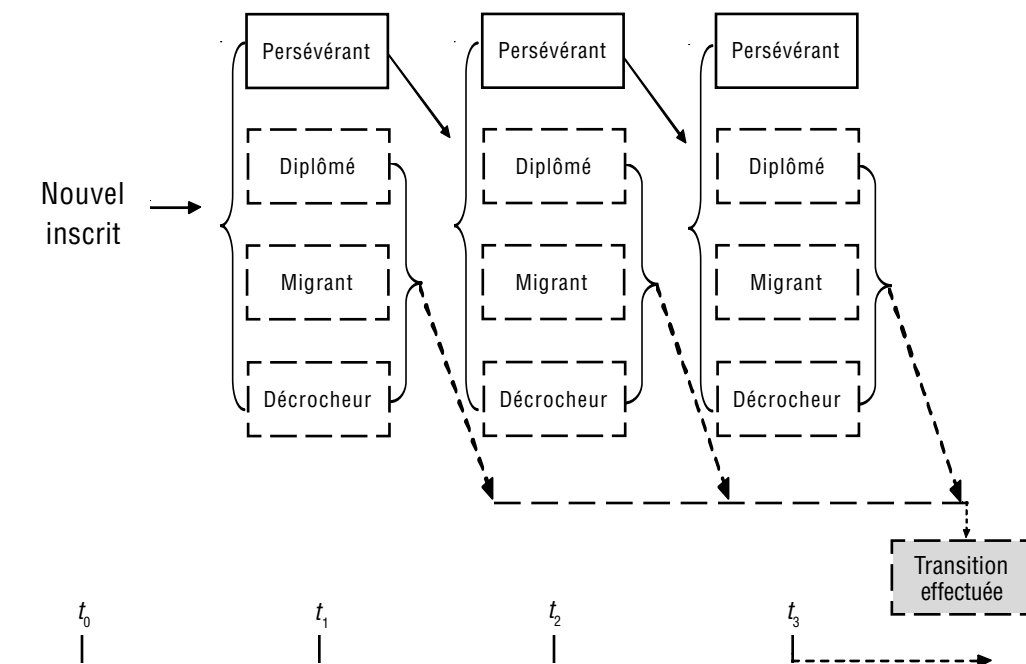 Persévérant
Persévérant
Persévérant
Diplômé
Diplômé
Diplômé
Nouvel
inscrit
Migrant
Migrant
Migrant
Décrocheur
Décrocheur
Décrocheur
Transition
effectuée
t0
t1
t2
t3